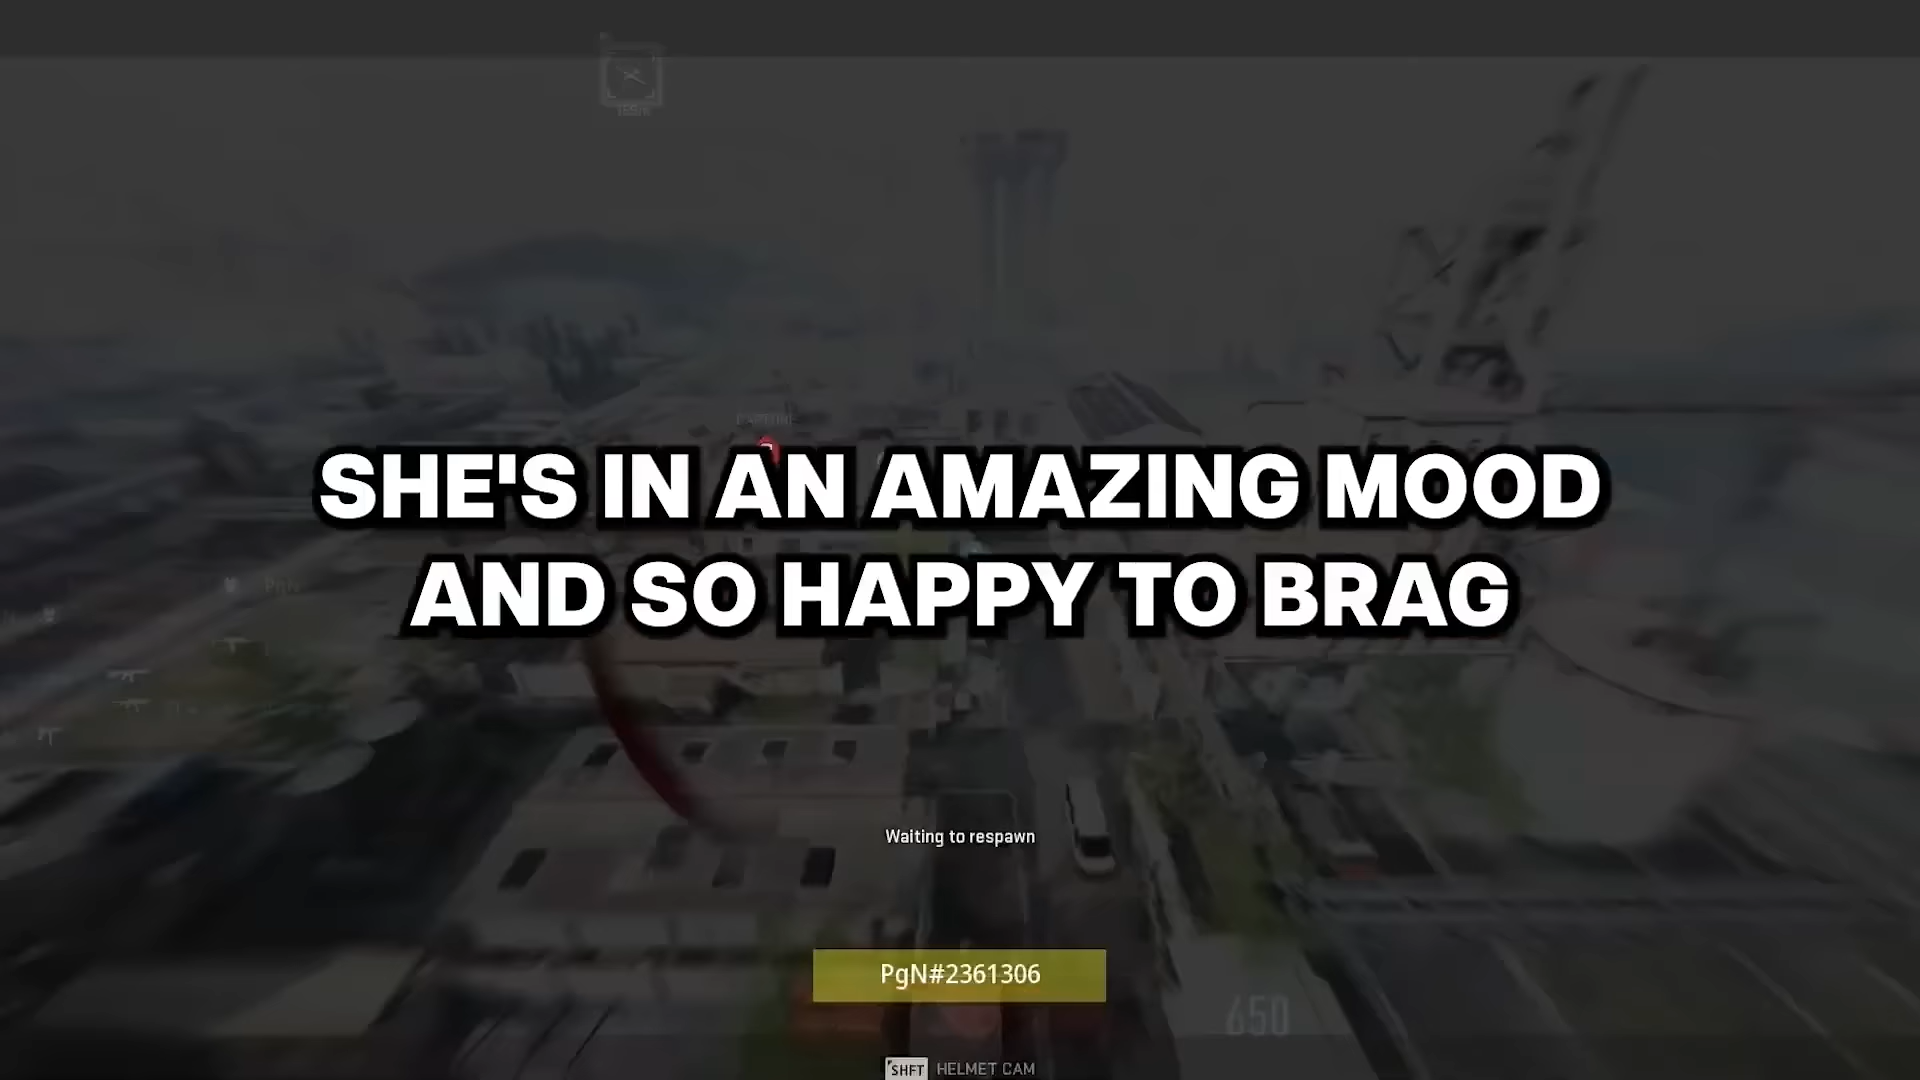 SHE'S IN AN AMAZING MOOD
AND SO HAPPY TO BRAG
Waiting to respawn
PgN#2361306
650
SHFT HELMET CAM